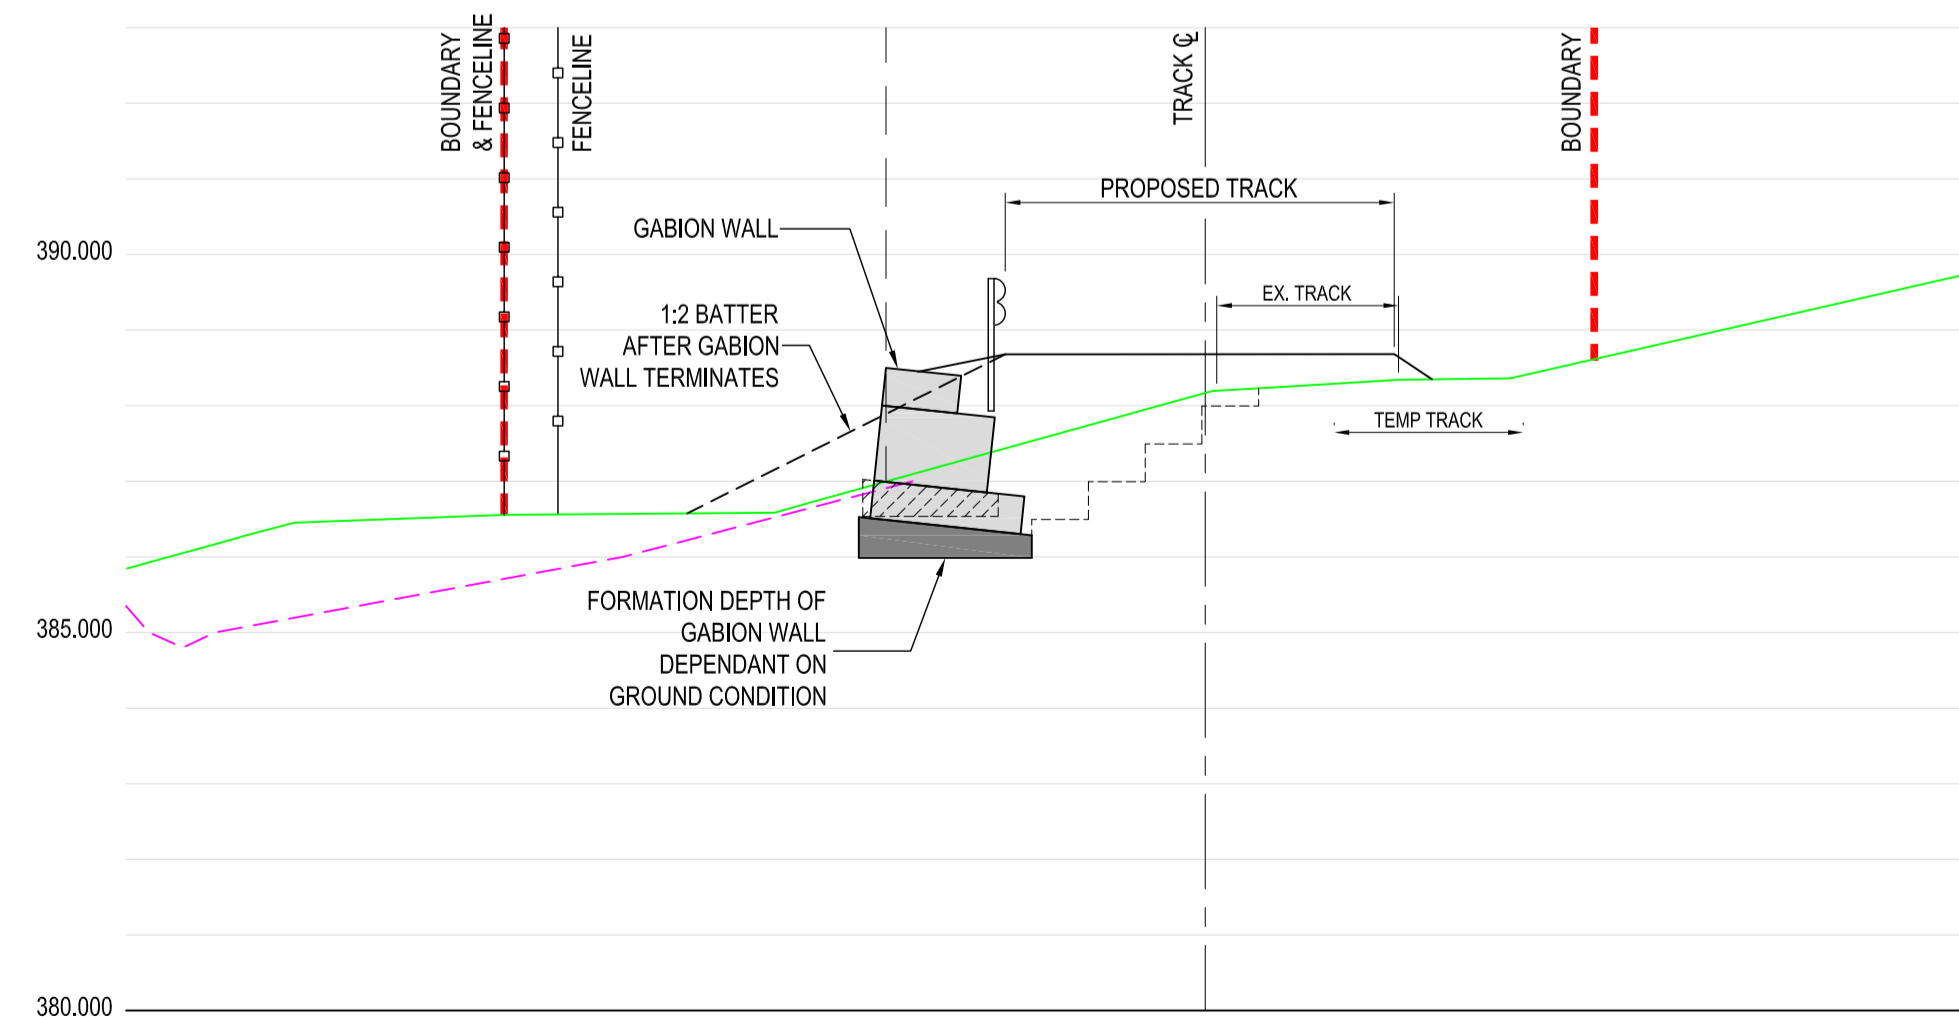 BOUNDARY
& FENCELINE
FENCELINE
TRACK ℄
BOUNDARY
PROPOSED TRACK
GABION WALL
390.000
EX. TRACK
1:2 BATTER
AFTER GABION
WALL TERMINATES
TEMP TRACK
FORMATION DEPTH OF
GABION WALL
DEPENDANT ON
GROUND CONDITION
385.000
380.000